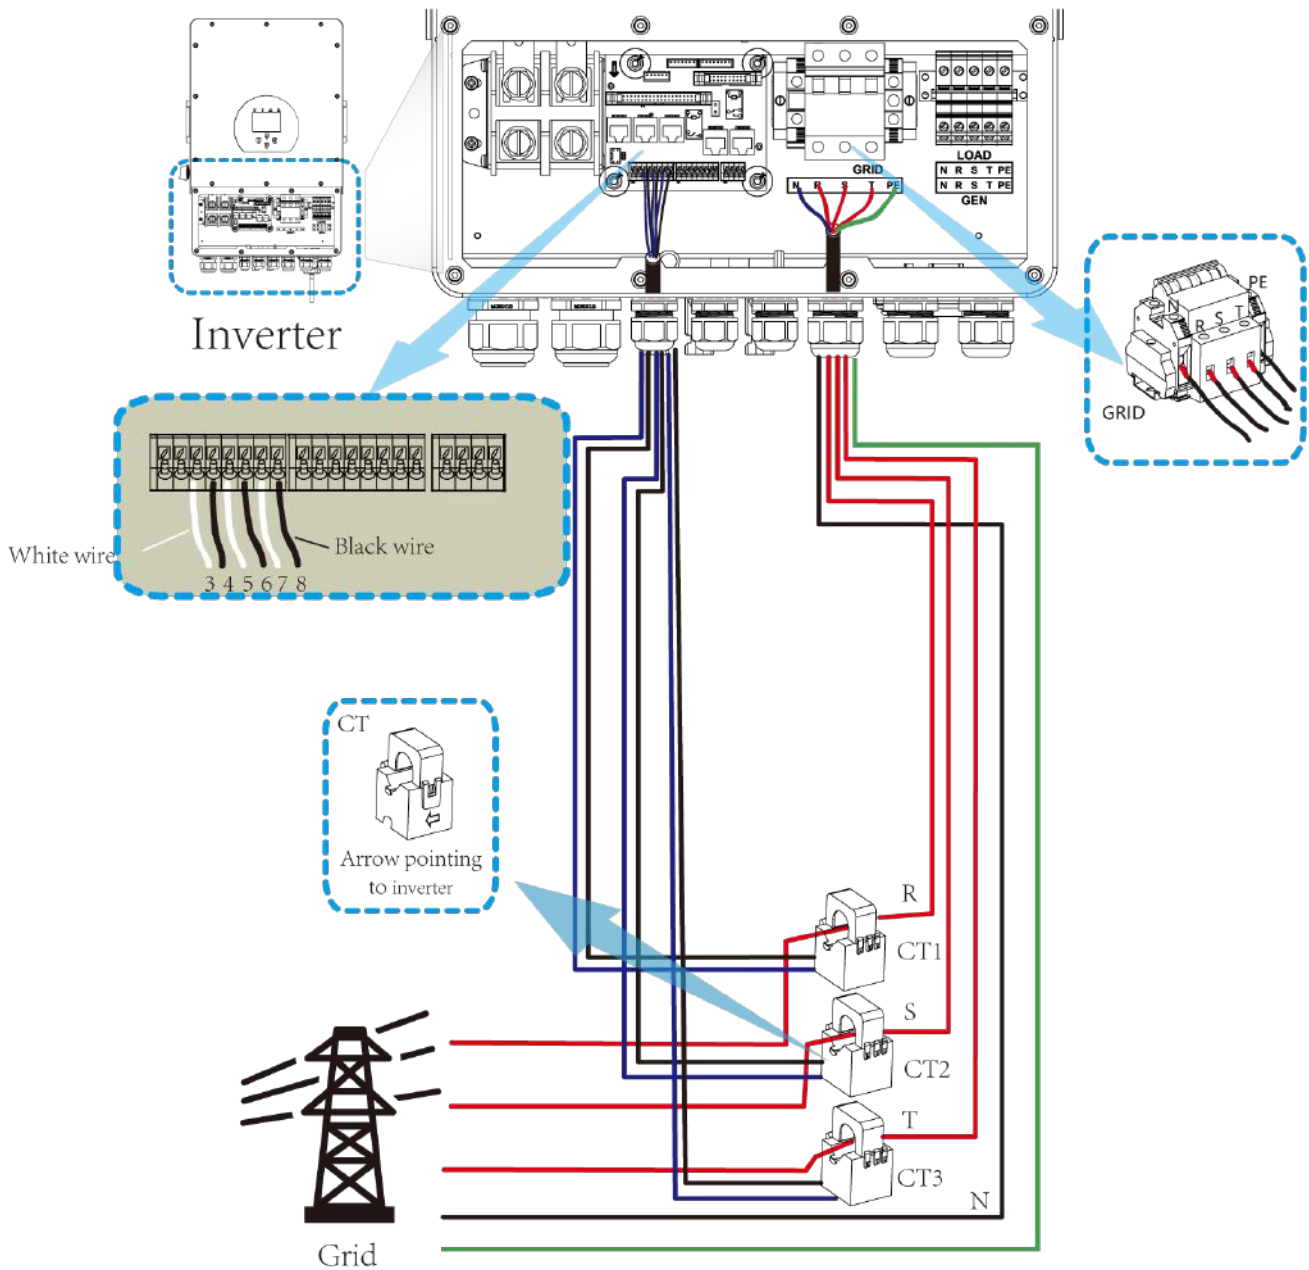 LOAD
GRID
N R S T PE
N R S T PE
N R S T PE
GEN
PE
R S T
GRID
Inverter
White wire
Black wire
3 4 5 6 7 8
CT
Arrow pointing
to inverter
R
CT1
S
CT2
T
CT3
N
Grid